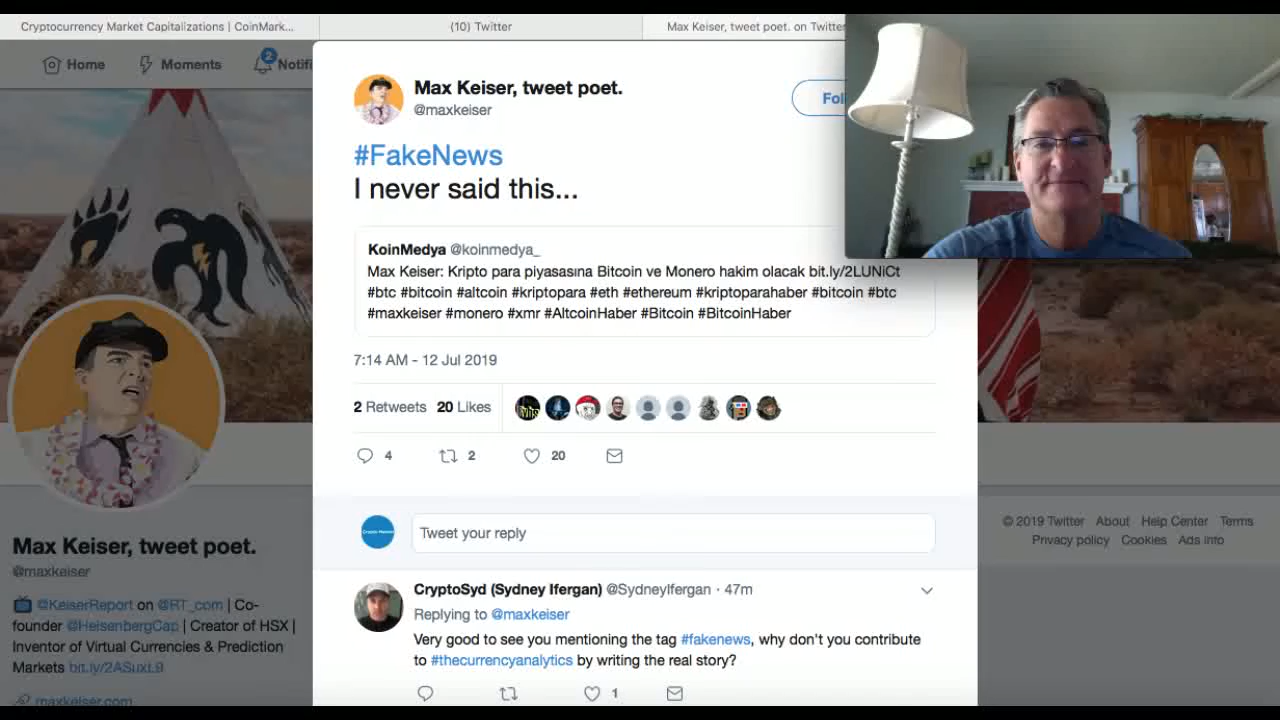 Cryptocurrency Market Capitalizations | CoinMark...
(10) Twitter
Max Keiser, tweet poet. on Twitter
Home
Moments
2
Notifi
Max Keiser, tweet poet.
@maxkeiser
#FakeNews
I never said this...
KoinMedya @koinmedya_
Max Keiser: Kripto para piyasasına Bitcoin ve Monero hakim olacak bit.ly/2LUNiCt
#btc #bitcoin #altcoin #kriptopara #eth #ethereum #kriptoparahaber #bitcoin #btc
#maxkeiser #monero #xmr #AltcoinHaber #Bitcoin #BitcoinHaber
7:14 AM - 12 Jul 2019
2 Retweets 20 Likes
4 2 20
Tweet your reply
CryptoSyd (Sydney Ifergan) @SydneyIfergan · 47m
Replying to @maxkeiser
Very good to see you mentioning the tag #fakenews, why don't you contribute
to #thecurrencyanalytics by writing the real story?
1
Max Keiser, tweet poet.
@maxkeiser
@KeiserReport on @RT_com | Co-
founder @HeisenbergCap | Creator of HSX |
Inventor of Virtual Currencies & Prediction
Markets bit.ly/2ASuxL9
maxkeiser.com
© 2019 Twitter About Help Center Terms
Privacy policy Cookies Ads info